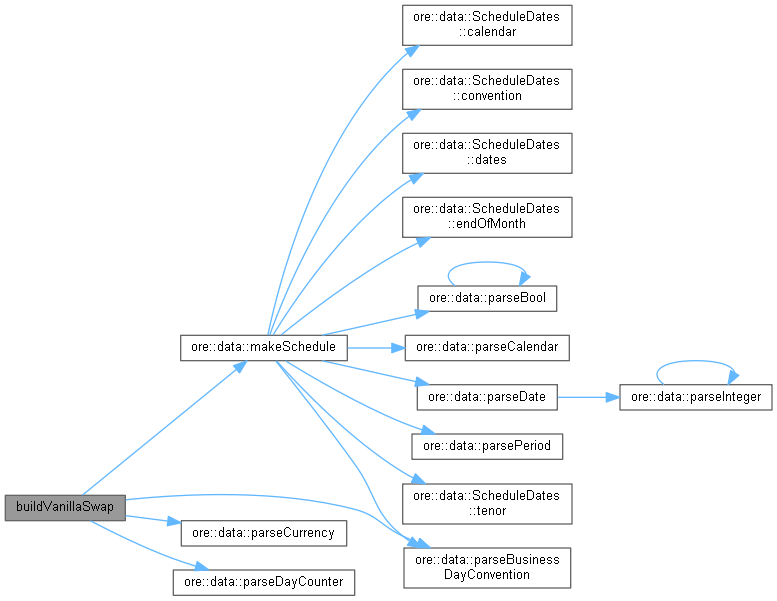 ore::data::ScheduleDates
::calendar
ore::data::ScheduleDates
::convention
ore::data::ScheduleDates
::dates
ore::data::ScheduleDates
::endOfMonth
ore::data::parseBool
ore::data::makeSchedule
ore::data::parseCalendar
ore::data::parseDate
ore::data::parseInteger
ore::data::parsePeriod
ore::data::ScheduleDates
::tenor
buildVanillaSwap
ore::data::parseCurrency
ore::data::parseBusiness
DayConvention
ore::data::parseDayCounter